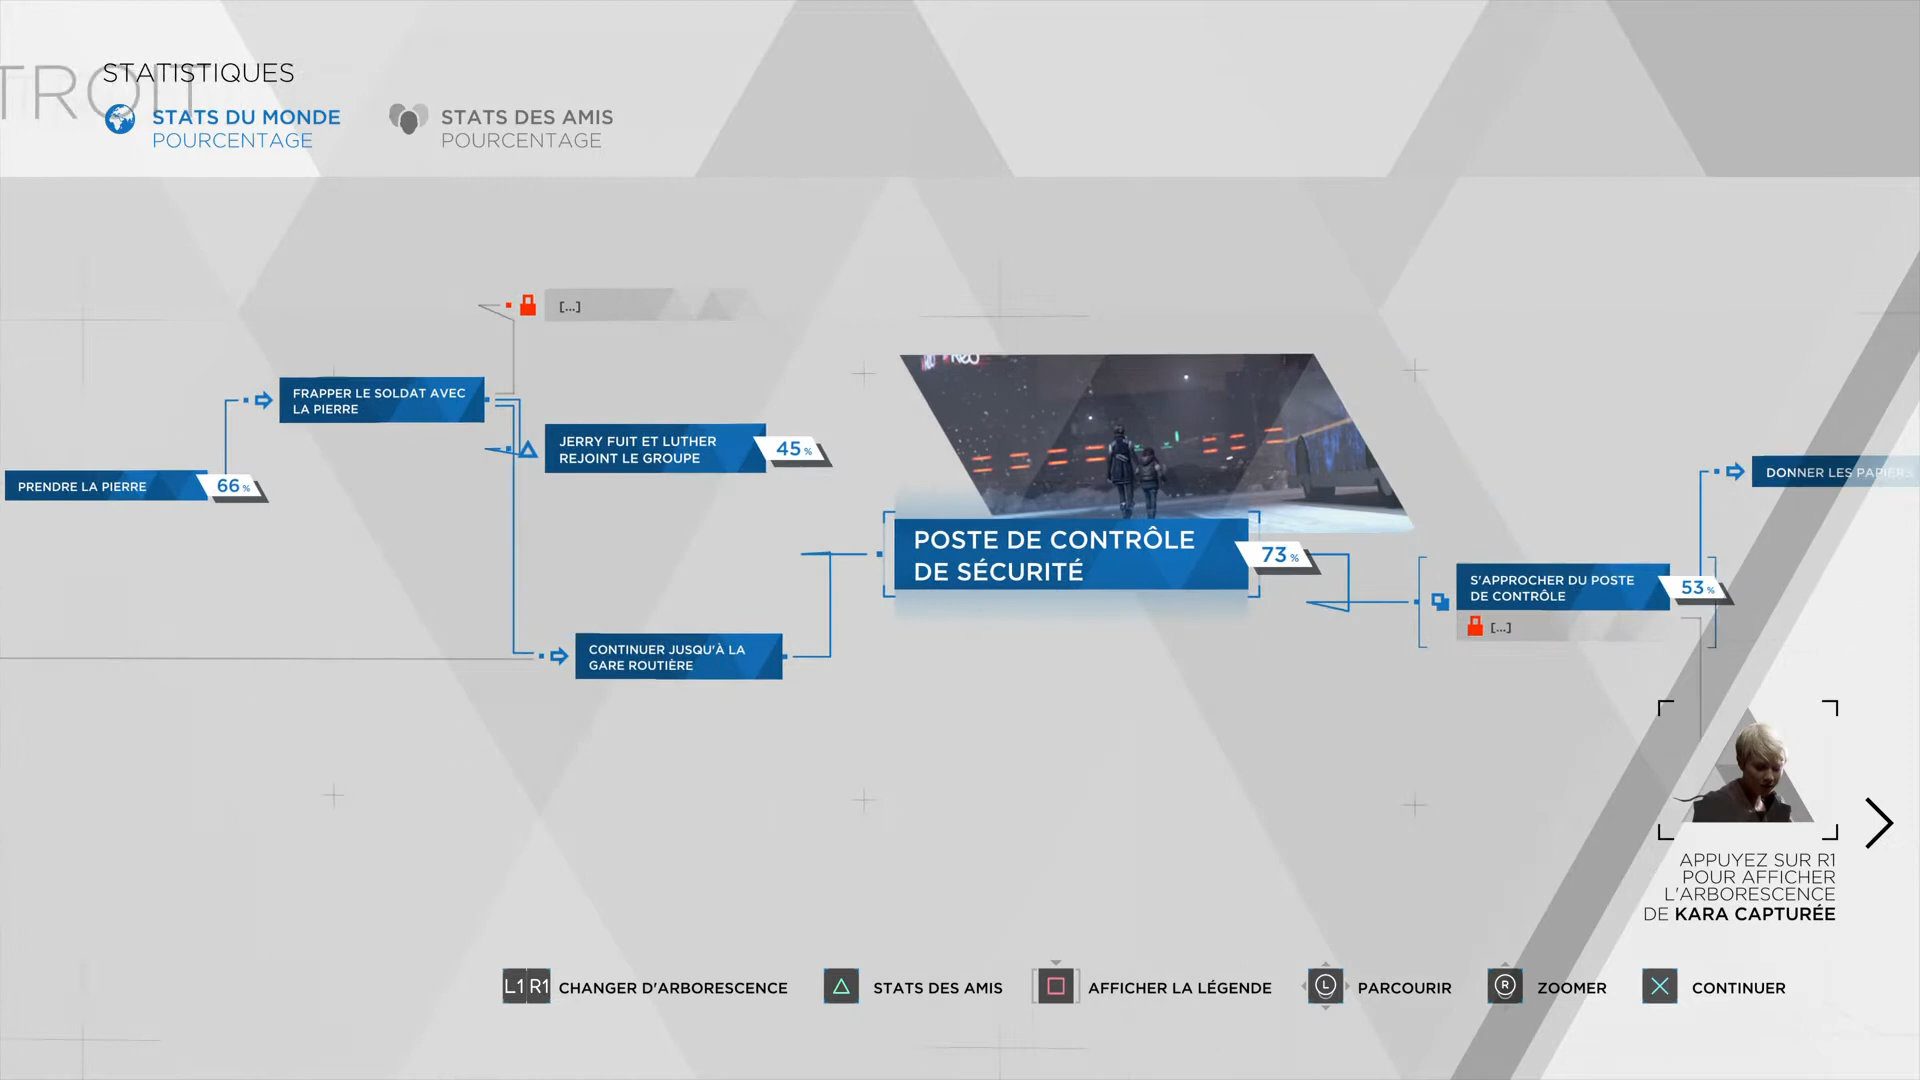 STATISTIQUES
STATS DU MONDE
POURCENTAGE
STATS DES AMIS
POURCENTAGE
[...]
FRAPPER LE SOLDAT AVEC
LA PIERRE
JERRY FUIT ET LUTHER
REJOINT LE GROUPE
45%
PRENDRE LA PIERRE
66%
POSTE DE CONTRÔLE
DE SÉCURITÉ
73%
DONNER LES PAPIERS
S'APPROCHER DU POSTE
DE CONTRÔLE
53%
[...]
CONTINUER JUSQU'À LA
GARE ROUTIÈRE
APPUYEZ SUR R1
POUR AFFICHER
L'ARBORESCENCE
DE KARA CAPTURÉE
L1 R1 CHANGER D'ARBORESCENCE
STATS DES AMIS
AFFICHER LA LÉGENDE
L PARCOURIR
R ZOOMER
CONTINUER